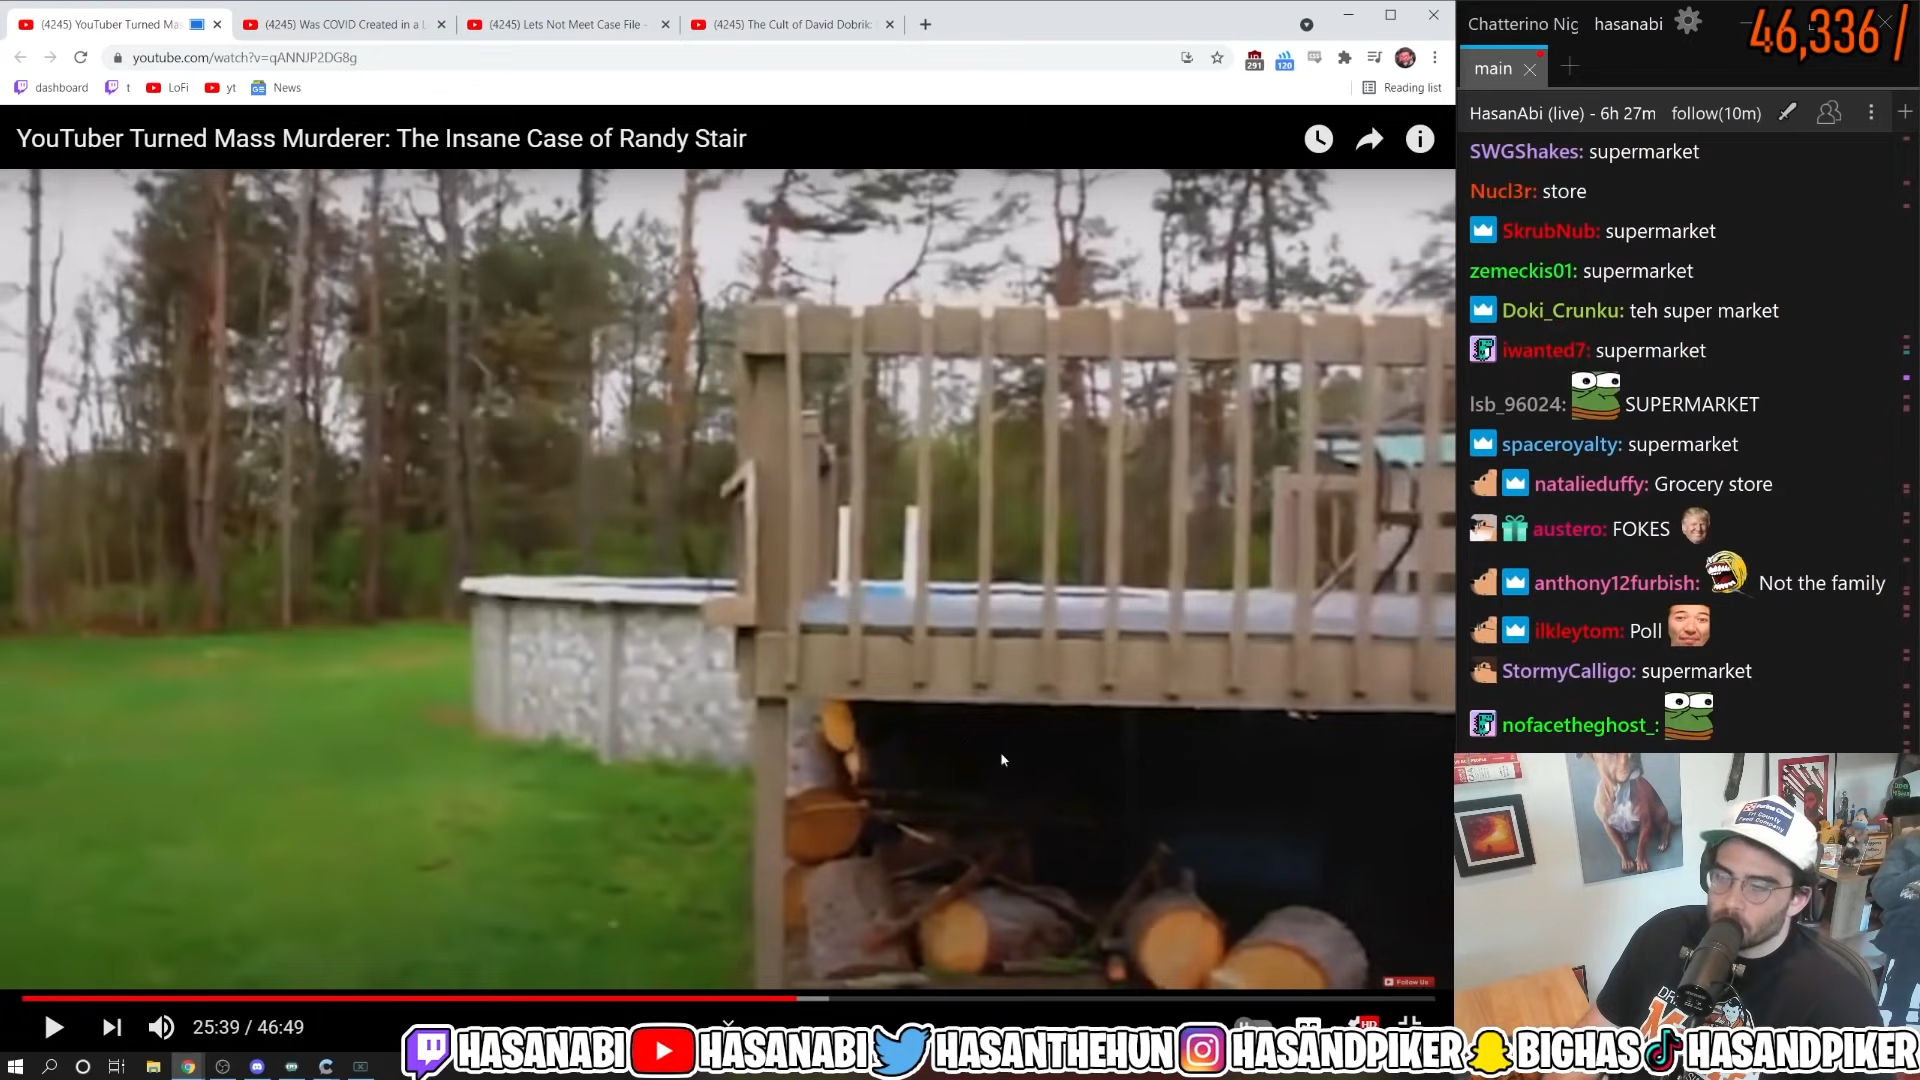 (4245) YouTuber Turned Ma
(4245) Was COVID Created in a L
(4245) Lets Not Meet Case File -
(4245) The Cult of David Dobrik:
youtube.com/watch?v=qANNJP2DG8g
291
120
dashboard
t
LoFi
yt
News
Reading list
YouTuber Turned Mass Murderer: The Insane Case of Randy Stair
Follow Us
25:39 / 46:49
HD
Chatterino Nig
hasanabi
46,336 /
main
HasanAbi (live) - 6h 27m
follow(10m)
SWGShakes: supermarket
Nucl3r: store
SkrubNub: supermarket
zemeckis01: supermarket
Doki_Crunku: teh super market
iwanted7: supermarket
lsb_96024: SUPERMARKET
spaceroyalty: supermarket
natalieduffy: Grocery store
austero: FOKES
anthony12furbish: Not the family
ilkleytom: Poll
StormyCalligo: supermarket
nofacetheghost_:
HASANABI
HASANABI
HASANTHEHUN
HASANDPIKER
BIGHAS
HASANDPIKER